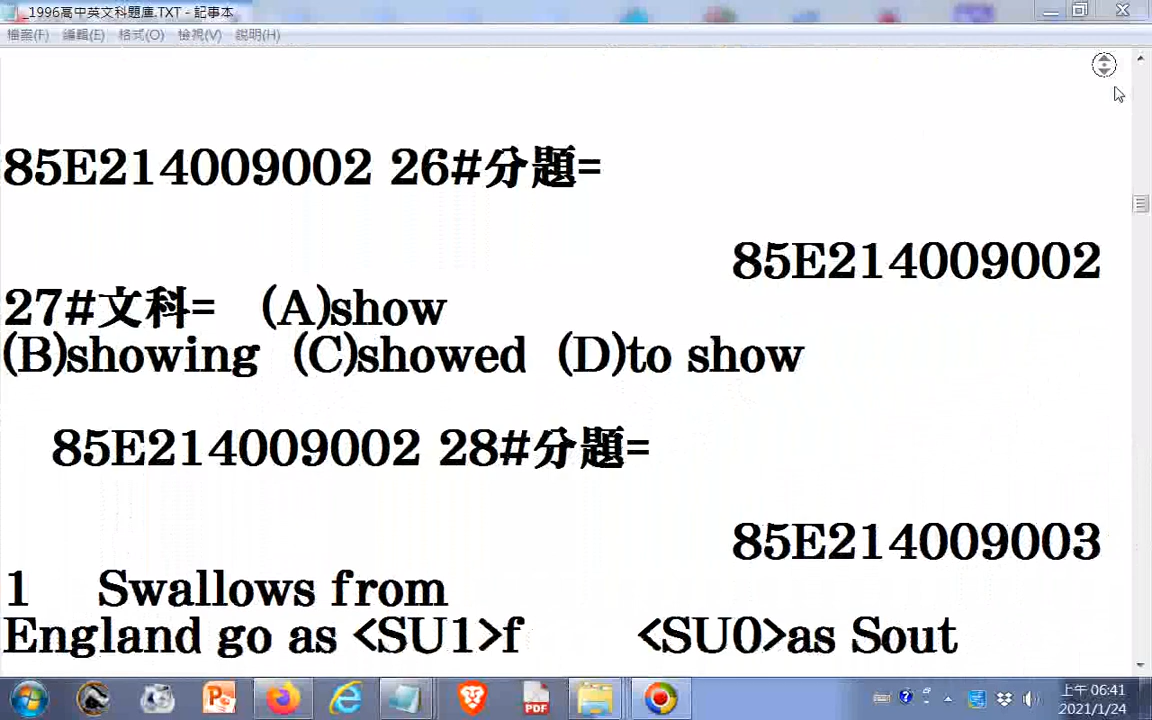 _1996高中英文科題庫.TXT - 記事本
檔案(F) 編輯(E) 格式(O) 檢視(V) 說明(H)
85E214009002 26#分題=
85E214009002
27#文科= (A)show
(B)showing (C)showed (D)to show
85E214009002 28#分題=
85E214009003
1 Swallows from
England go as <SU1>f <SU0>as Sout
PDF
上午 06:41
2021/1/24